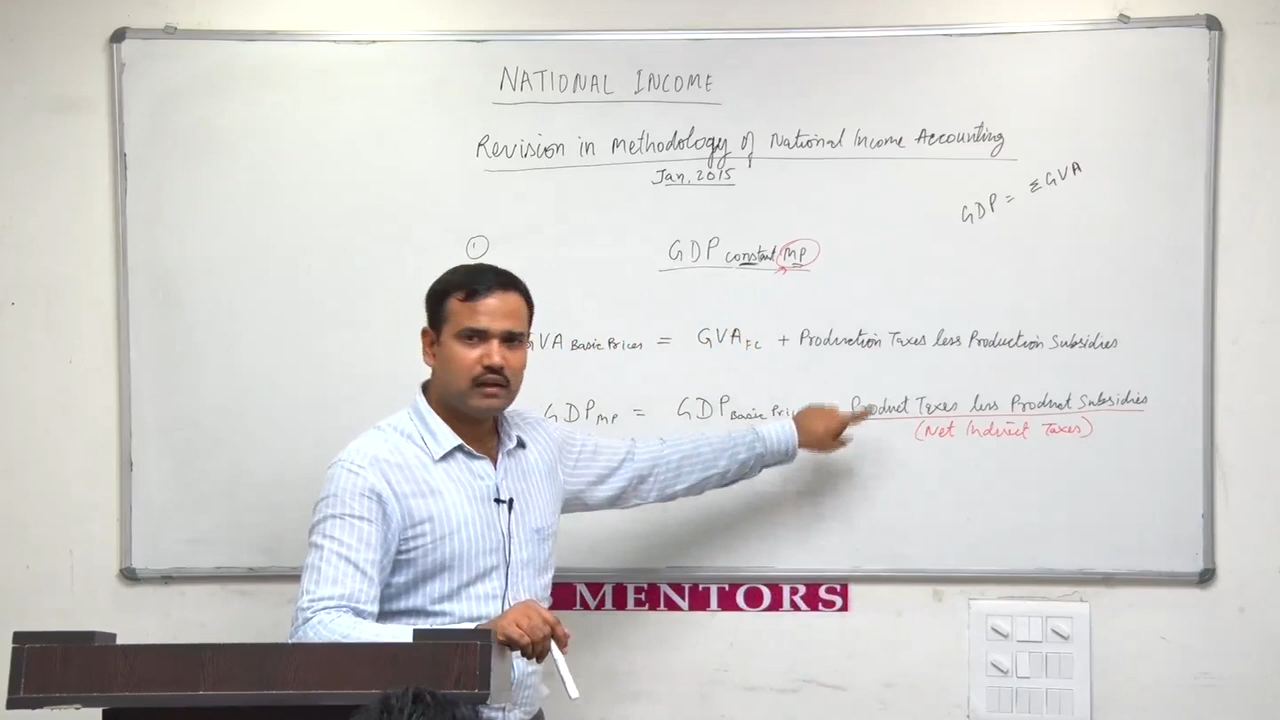 NATIONAL INCOME
Revision in Methodology of National Income Accounting
Jan, 2015
GDP = Σ GVA
① GDP constant MP
GVA Basic Prices = GVA FC + Production Taxes less Production Subsidies
GDP MP = GDP Basic Product Taxes less Product Subsidies
(Net Indirect Taxes)
MENTORS